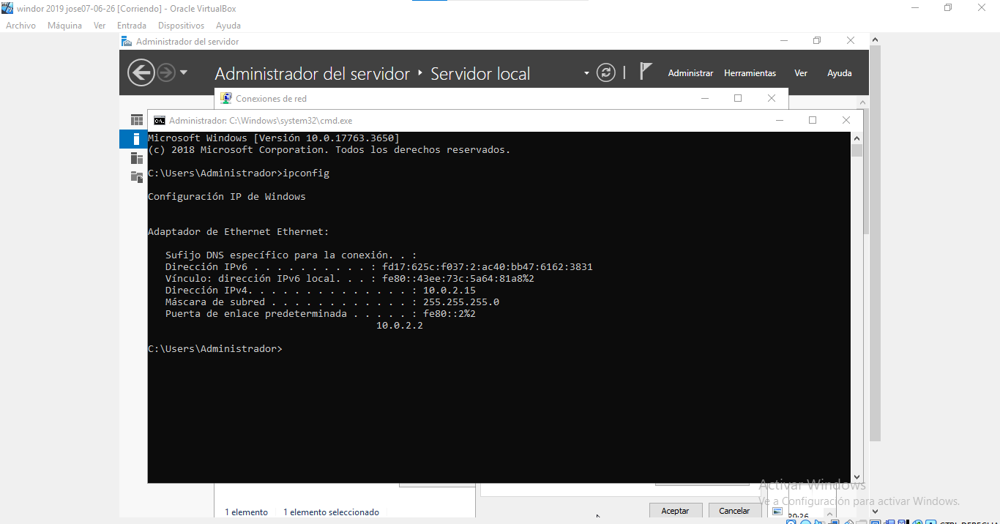 windor 2019 jose07-06-26 [Corriendo] - Oracle VirtualBox
Archivo Máquina Ver Entrada Dispositivos Ayuda
Administrador del servidor
Administrador del servidor ‣ Servidor local
Administrar Herramientas Ver Ayuda
Conexiones de red
Administrador: C:\Windows\system32\cmd.exe
Microsoft Windows [Versión 10.0.17763.3650]
(c) 2018 Microsoft Corporation. Todos los derechos reservados.
C:\Users\Administrador>ipconfig
Configuración IP de Windows
Adaptador de Ethernet Ethernet:
Sufijo DNS específico para la conexión. . :
Dirección IPv6 . . . . . . . . . . : fd17:625c:f037:2:ac40:bb47:6162:3831
Vínculo: dirección IPv6 local. . . : fe80::43ee:73c:5a64:81a8%2
Dirección IPv4. . . . . . . . . . . . . . : 10.0.2.15
Máscara de subred . . . . . . . . . . . . : 255.255.255.0
Puerta de enlace predeterminada . . . . . : fe80::2%2
10.0.2.2
C:\Users\Administrador>
Activar Windows
Ve a Configuración para activar Windows.
1 elemento 1 elemento seleccionado
Aceptar Cancelar